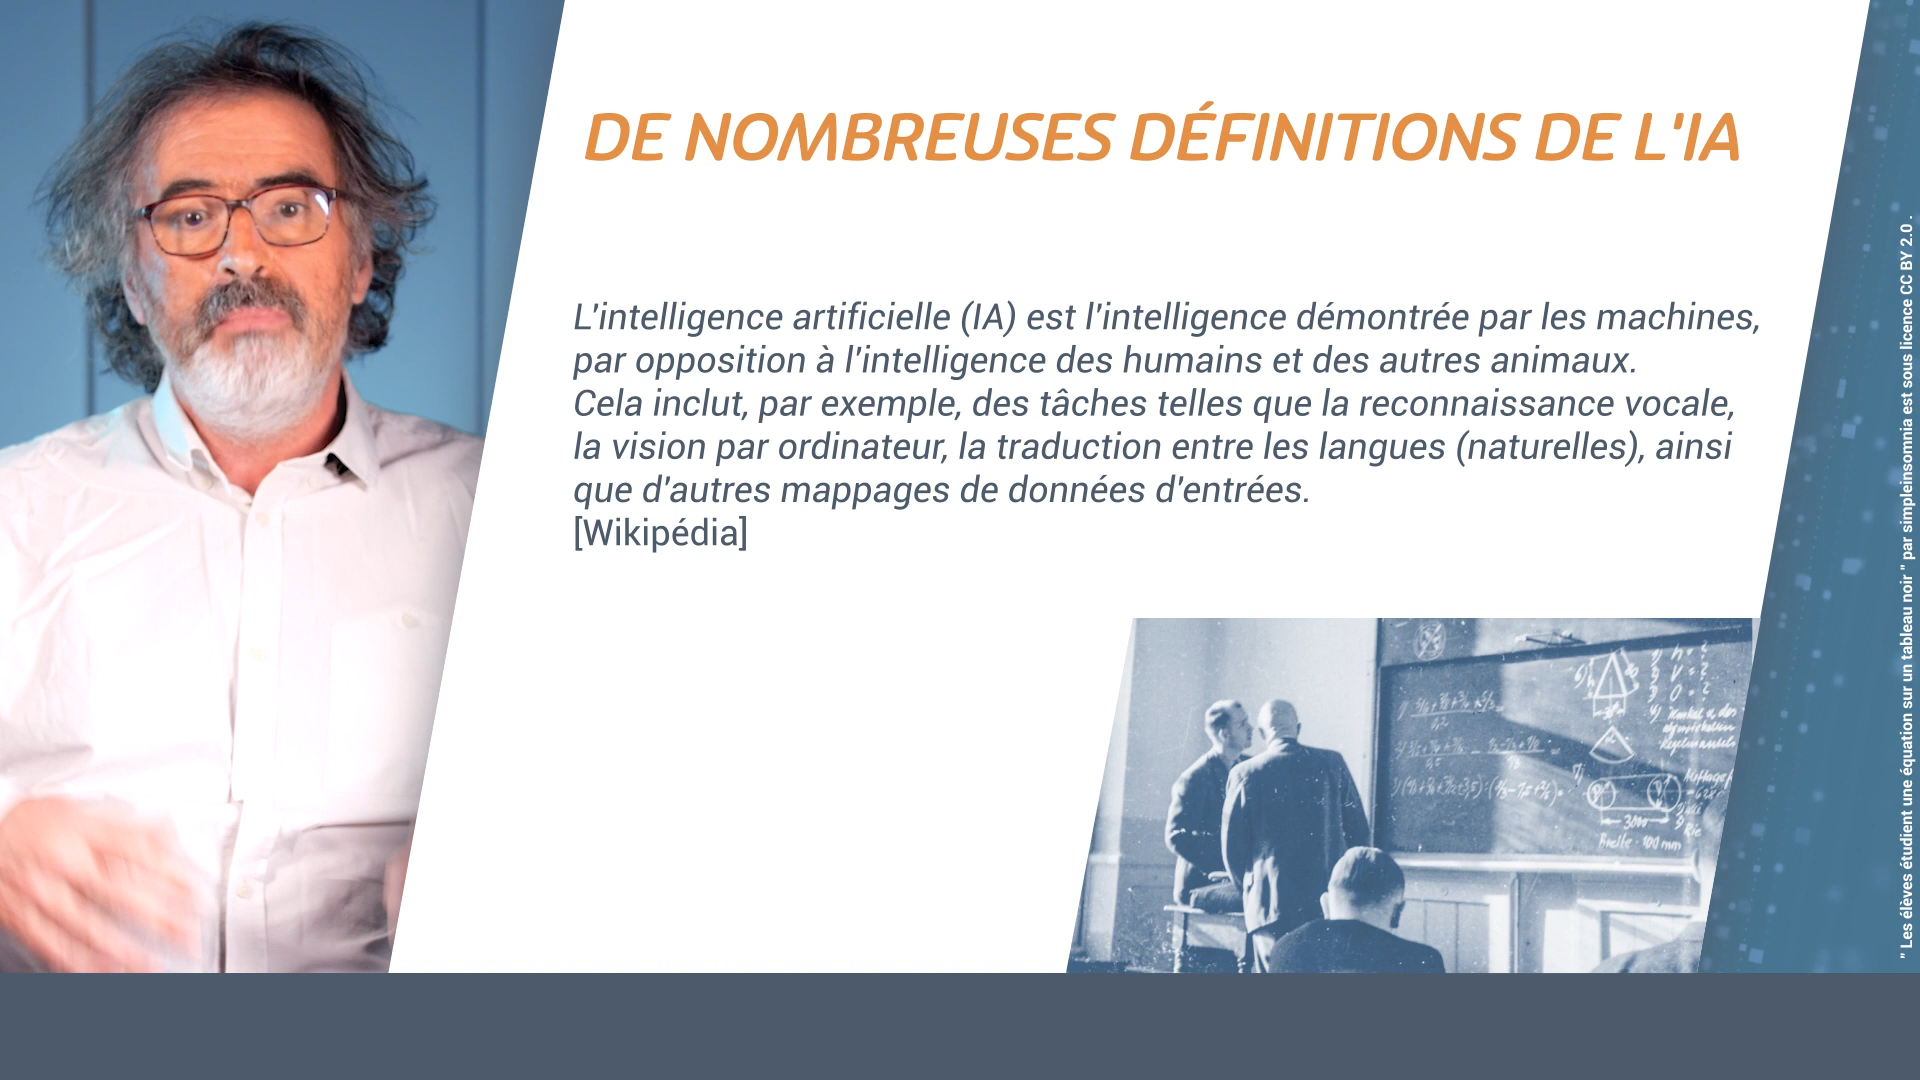 DE NOMBREUSES DÉFINITIONS DE L'IA
L'intelligence artificielle (IA) est l'intelligence démontrée par les machines,
par opposition à l'intelligence des humains et des autres animaux.
Cela inclut, par exemple, des tâches telles que la reconnaissance vocale,
la vision par ordinateur, la traduction entre les langues (naturelles), ainsi
que d'autres mappages de données d'entrées.
[Wikipédia]
" Les élèves étudient une équation sur un tableau noir " par simpleinsomnia est sous licence CC BY 2.0 .